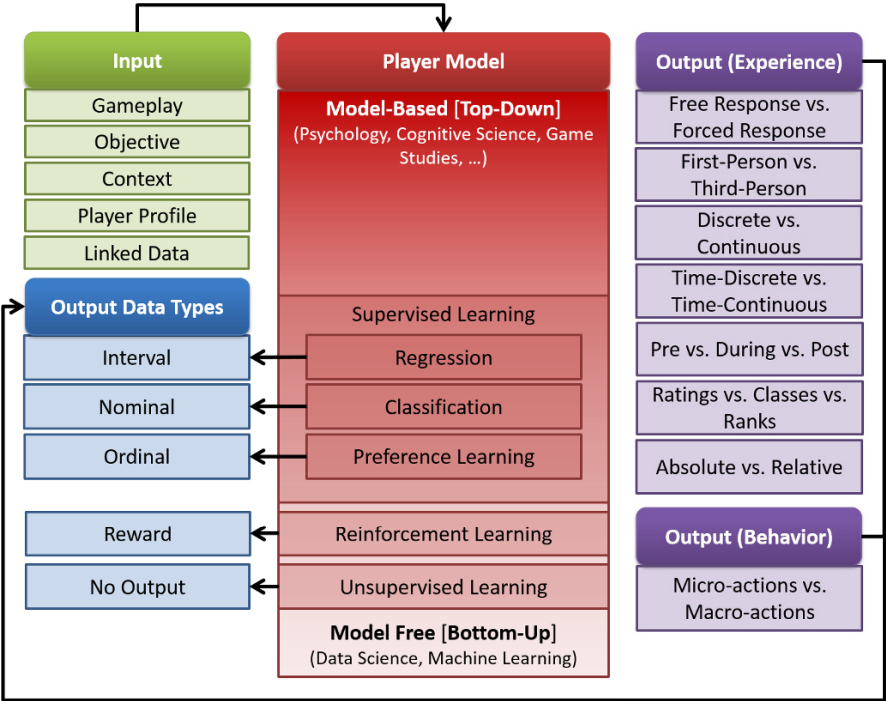 Input
Gameplay
Objective
Context
Player Profile
Linked Data
Output Data Types
Interval
Nominal
Ordinal
Reward
No Output
Player Model
Model-Based [Top-Down]
(Psychology, Cognitive Science, Game
Studies, …)
Supervised Learning
Regression
Classification
Preference Learning
Reinforcement Learning
Unsupervised Learning
Model Free [Bottom-Up]
(Data Science, Machine Learning)
Output (Experience)
Free Response vs.
Forced Response
First-Person vs.
Third-Person
Discrete vs.
Continuous
Time-Discrete vs.
Time-Continuous
Pre vs. During vs. Post
Ratings vs. Classes vs.
Ranks
Absolute vs. Relative
Output (Behavior)
Micro-actions vs.
Macro-actions